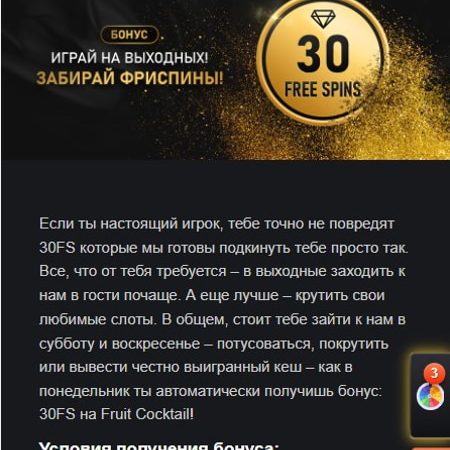 БОНУС
ИГРАЙ НА ВЫХОДНЫХ!
ЗАБИРАЙ ФРИСПИНЫ!
30
FREE SPINS
Если ты настоящий игрок, тебе точно не повредят
30FS которые мы готовы подкинуть тебе просто так.
Все, что от тебя требуется – в выходные заходить к
нам в гости почаще. А еще лучше – крутить свои
любимые слоты. В общем, стоит тебе зайти к нам в
субботу и воскресенье – потусоваться, покрутить
или вывести честно выигранный кеш – как в
понедельник ты автоматически получишь бонус:
30FS на Fruit Cocktail!
3
Условия получения бонуса: